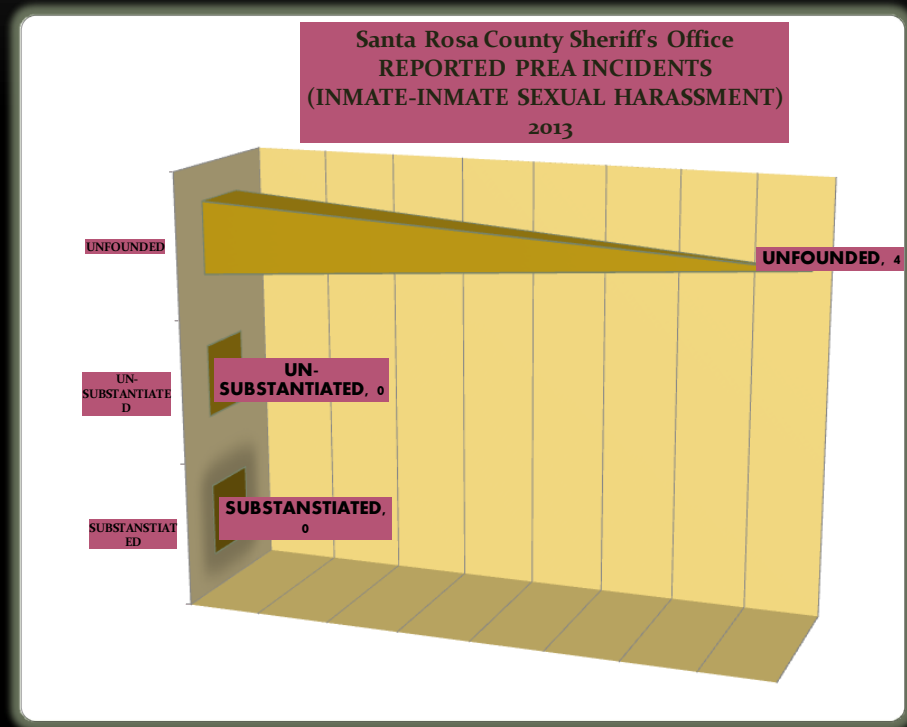 Santa Rosa County Sheriff's Office
REPORTED PREA INCIDENTS
(INMATE-INMATE SEXUAL HARASSMENT)
2013
UNFOUNDED
UNFOUNDED, 4
UN-
SUBSTANTIATE
D
UN-
SUBSTANTIATED, 0
SUBSTANSTIAT
ED
SUBSTANSTIATED,
0